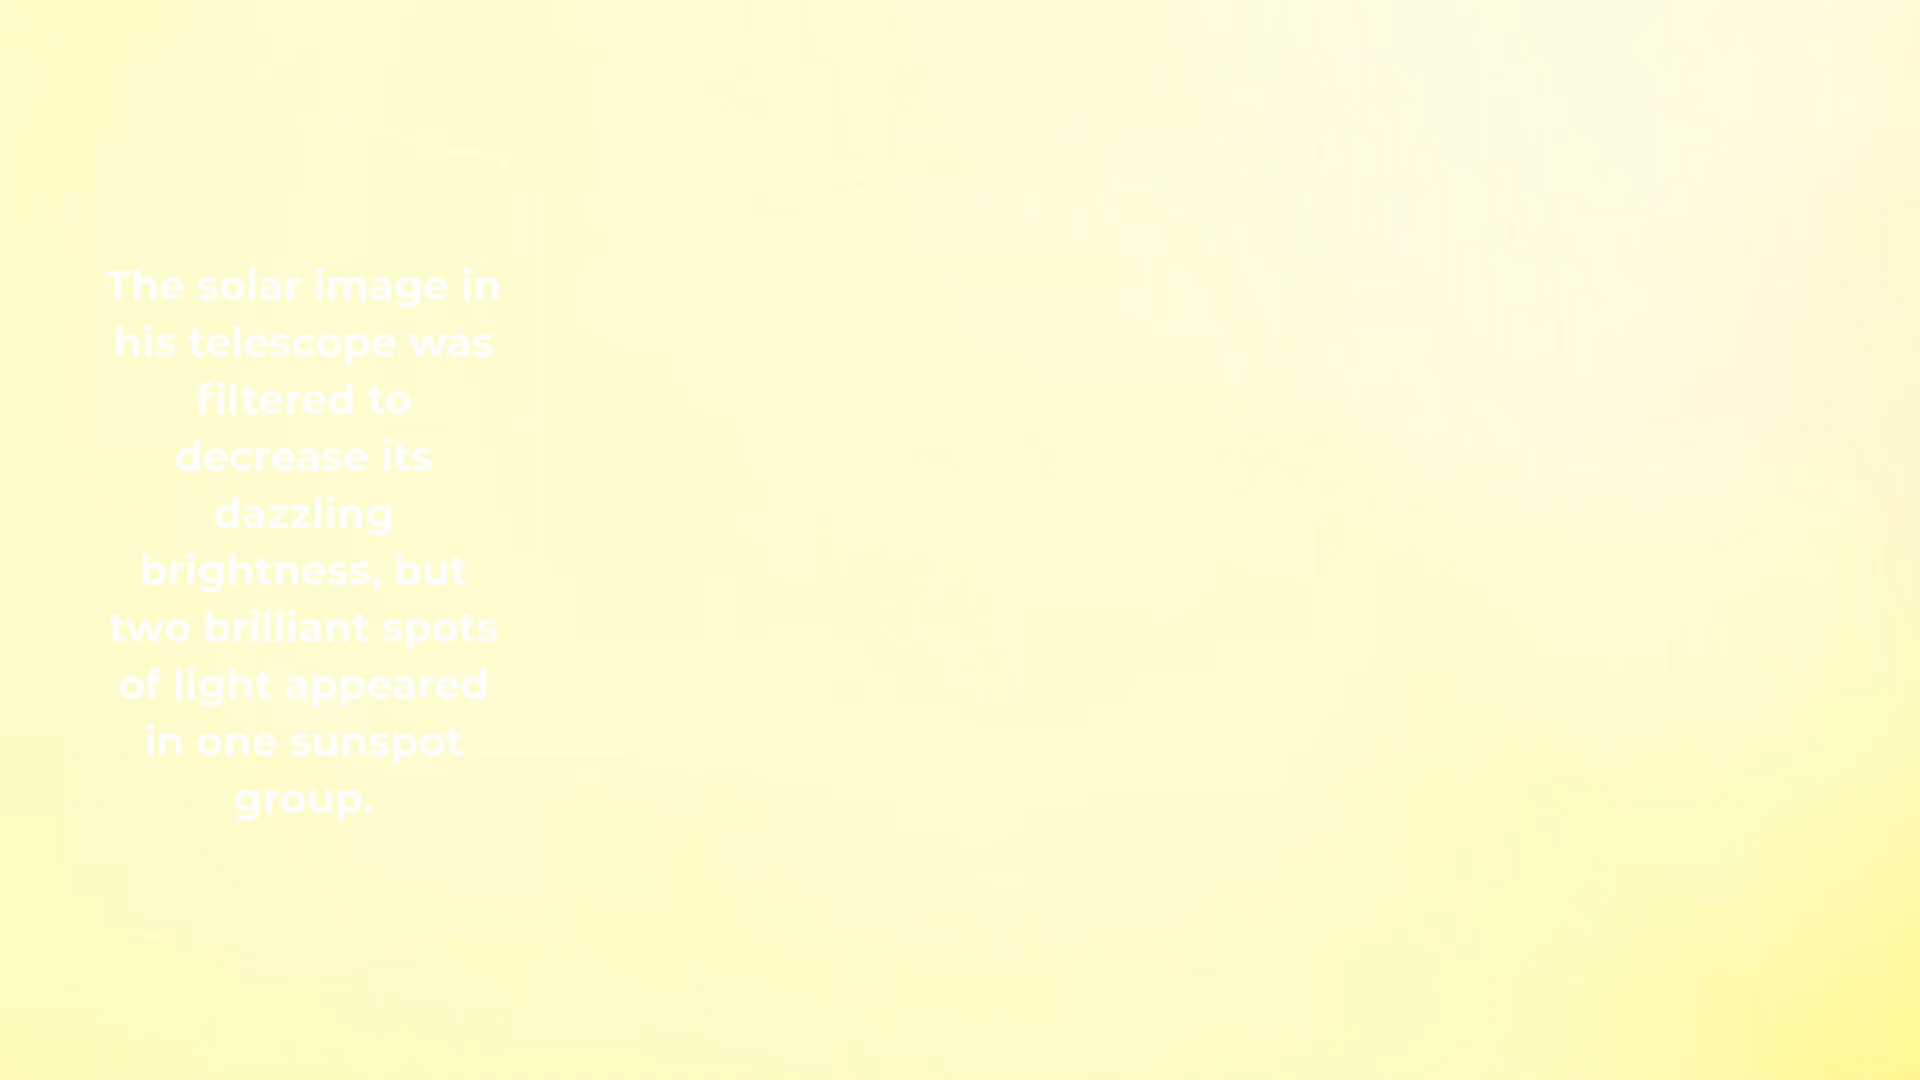 The solar image in
his telescope was
filtered to
decrease its
dazzling
brightness, but
two brilliant spots
of light appeared
in one sunspot
group.